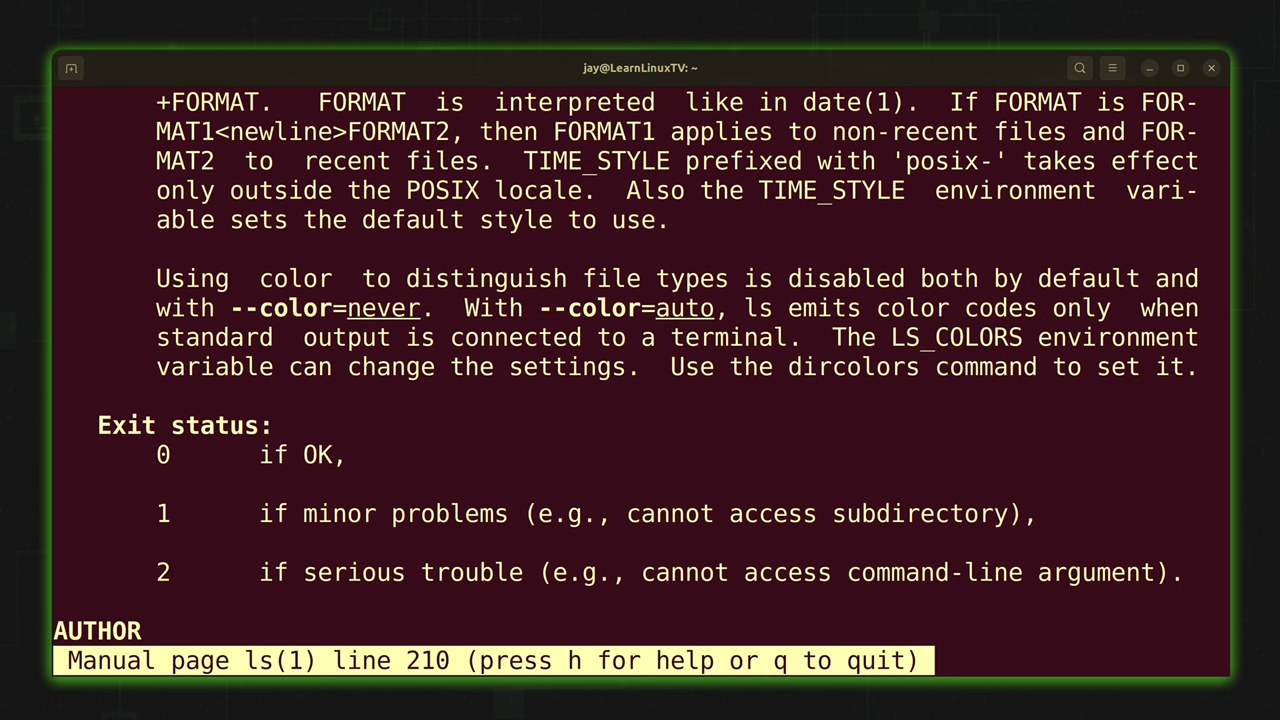 jay@LearnLinuxTV: ~
+FORMAT.   FORMAT  is  interpreted  like in date(1).  If FORMAT is FOR-
MAT1<newline>FORMAT2, then FORMAT1 applies to non-recent files and FOR-
MAT2  to  recent files.  TIME_STYLE prefixed with 'posix-' takes effect
only outside the POSIX locale.  Also the TIME_STYLE  environment  vari-
able sets the default style to use.
Using  color  to distinguish file types is disabled both by default and
with --color=never.  With --color=auto, ls emits color codes only  when
standard  output is connected to a terminal.  The LS_COLORS environment
variable can change the settings.  Use the dircolors command to set it.
Exit status:
0      if OK,
1      if minor problems (e.g., cannot access subdirectory),
2      if serious trouble (e.g., cannot access command-line argument).
AUTHOR
Manual page ls(1) line 210 (press h for help or q to quit)